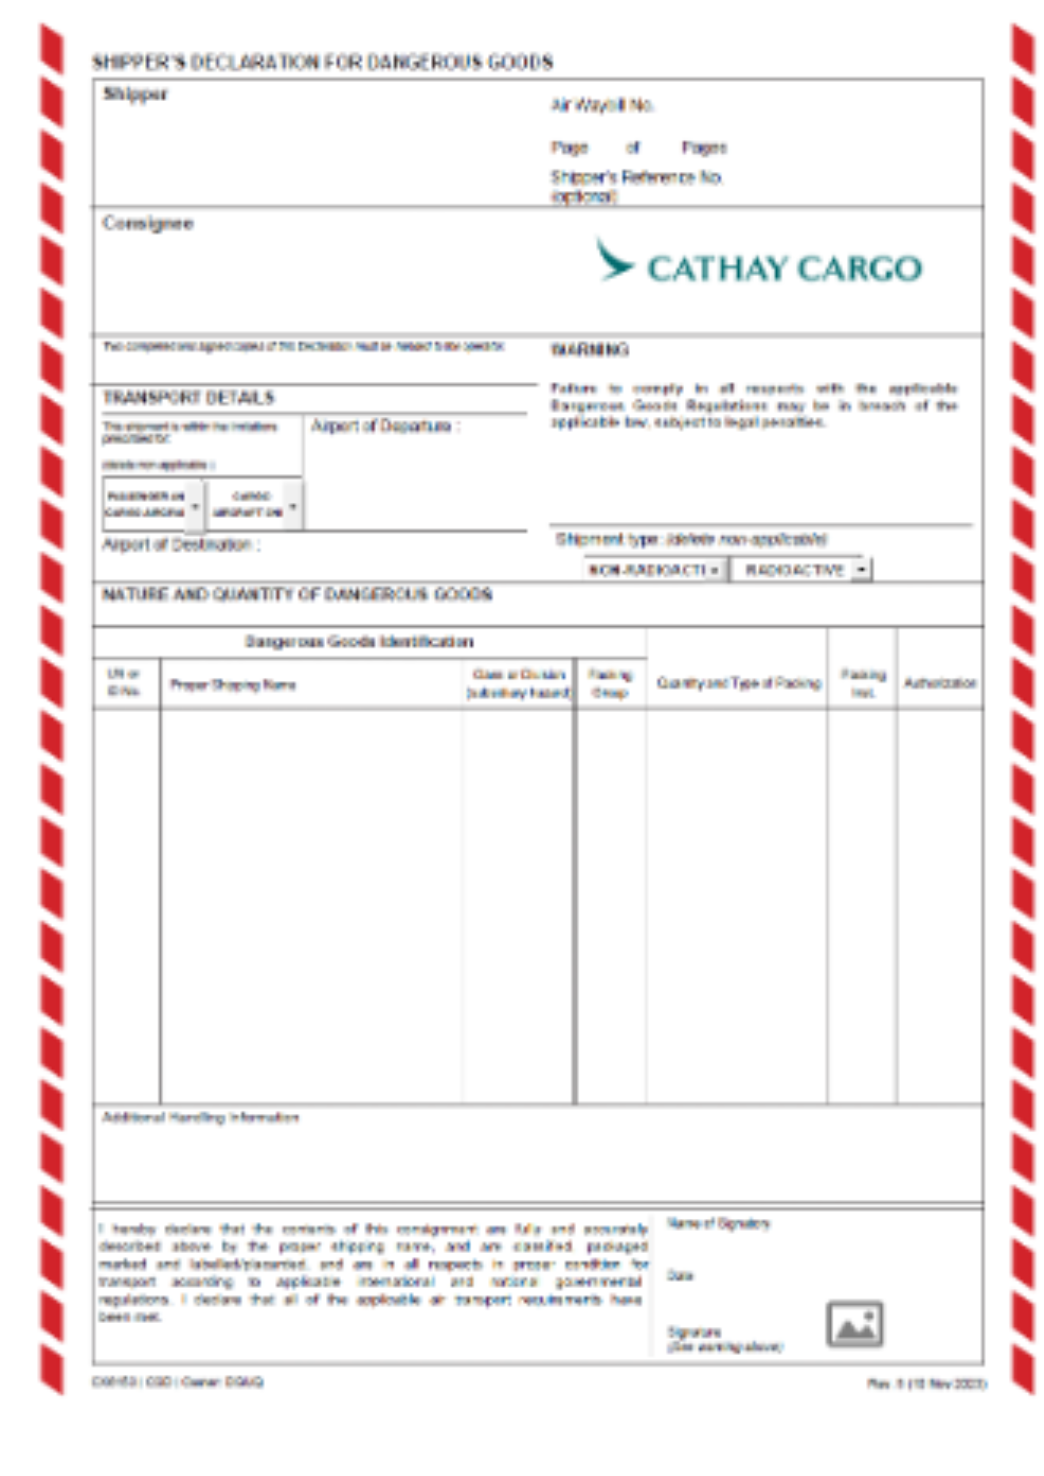 SHIPPER'S DECLARATION FOR DANGEROUS GOODS
Shipper
Air Waybill No.
Page of Pages
Shipper's Reference No.
(optional)
Consignee
CATHAY CARGO
Two completed and signed copies of this Declaration must be handed to the operator.
WARNING
Failure to comply in all respects with the applicable
Dangerous Goods Regulations may be in breach of the
applicable law, subject to legal penalties.
TRANSPORT DETAILS
This shipment is within the limitations
prescribed for:
(delete non-applicable)
Airport of Departure :
PASSENGER AN
CARGO AIRCRA
CARGO
AIRCRAFT ONL
Airport of Destination :
Shipment type: (delete non-applicable)
NON-RADIOACTI
RADIOACTIVE
NATURE AND QUANTITY OF DANGEROUS GOODS
Dangerous Goods Identification
UN or
ID No.
Proper Shipping Name
Class or Division
(subsidiary hazard)
Packing
Group
Quantity and Type of Packing
Packing
Inst.
Authorization
Additional Handling Information
I hereby declare that the contents of this consignment are fully and accurately
described above by the proper shipping name, and are classified, packaged
marked and labelled/placarded, and are in all respects in proper condition for
transport according to applicable international and national governmental
regulations. I declare that all of the applicable air transport requirements have
been met.
Name of Signatory
Date
Signature
(See warning above)
Rev. 5 (10 Nov 2023)